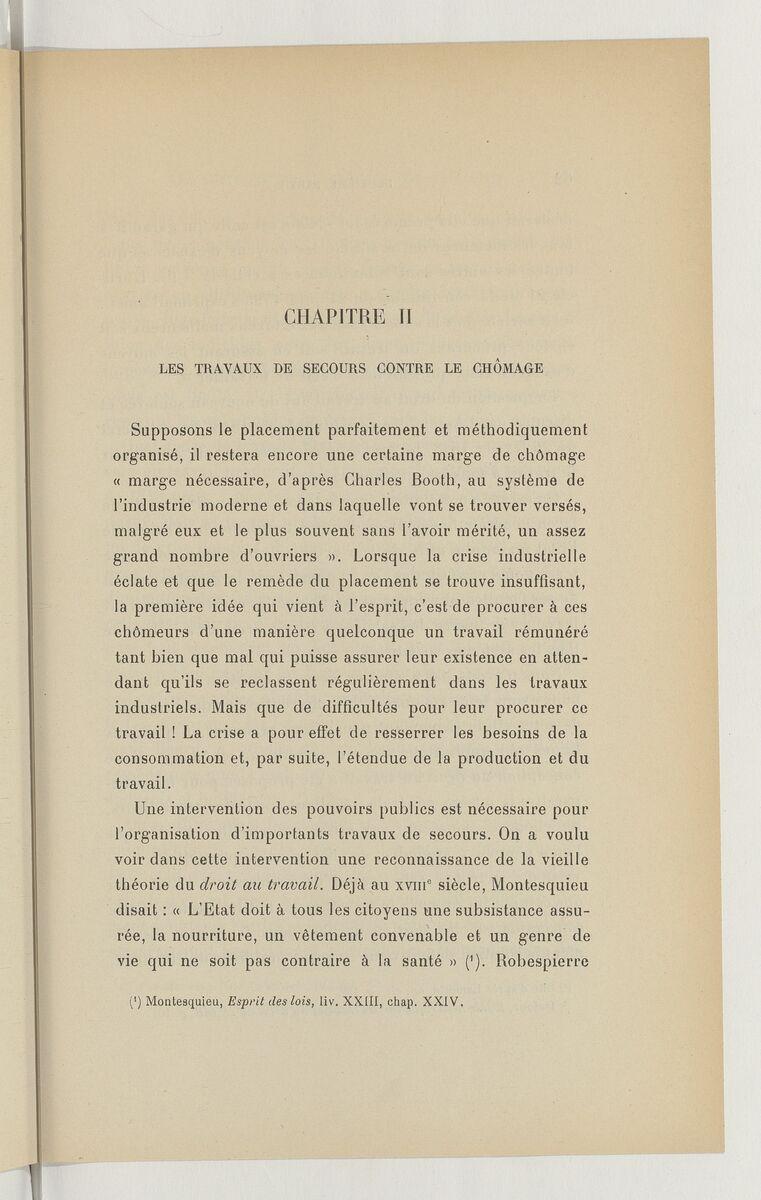 CHAPITRE II
LES TRAVAUX DE SECOURS CONTRE LE CHÔMAGE
Supposons le placement parfaitement et méthodiquement
organisé, il restera encore une certaine marge de chômage
« marge nécessaire, d'après Charles Booth, au système de
l'industrie moderne et dans laquelle vont se trouver versés,
malgré eux et le plus souvent sans l'avoir mérité, un assez
grand nombre d'ouvriers ». Lorsque la crise industrielle
éclate et que le remède du placement se trouve insuffisant,
la première idée qui vient à l'esprit, c'est de procurer à ces
chômeurs d'une manière quelconque un travail rémunéré
tant bien que mal qui puisse assurer leur existence en atten-
dant qu'ils se reclassent régulièrement dans les travaux
industriels. Mais que de difficultés pour leur procurer ce
travail ! La crise a pour effet de resserrer les besoins de la
consommation et, par suite, l'étendue de la production et du
travail.
Une intervention des pouvoirs publics est nécessaire pour
l'organisation d'importants travaux de secours. On a voulu
voir dans cette intervention une reconnaissance de la vieille
théorie du droit au travail. Déjà au XVIIIe siècle, Montesquieu
disait : « L'Etat doit à tous les citoyens une subsistance assu-
rée, la nourriture, un vêtement convenable et un genre de
vie qui ne soit pas contraire à la santé » (¹). Robespierre
(¹) Montesquieu, Esprit des lois, liv. XXIII, chap. XXIV.